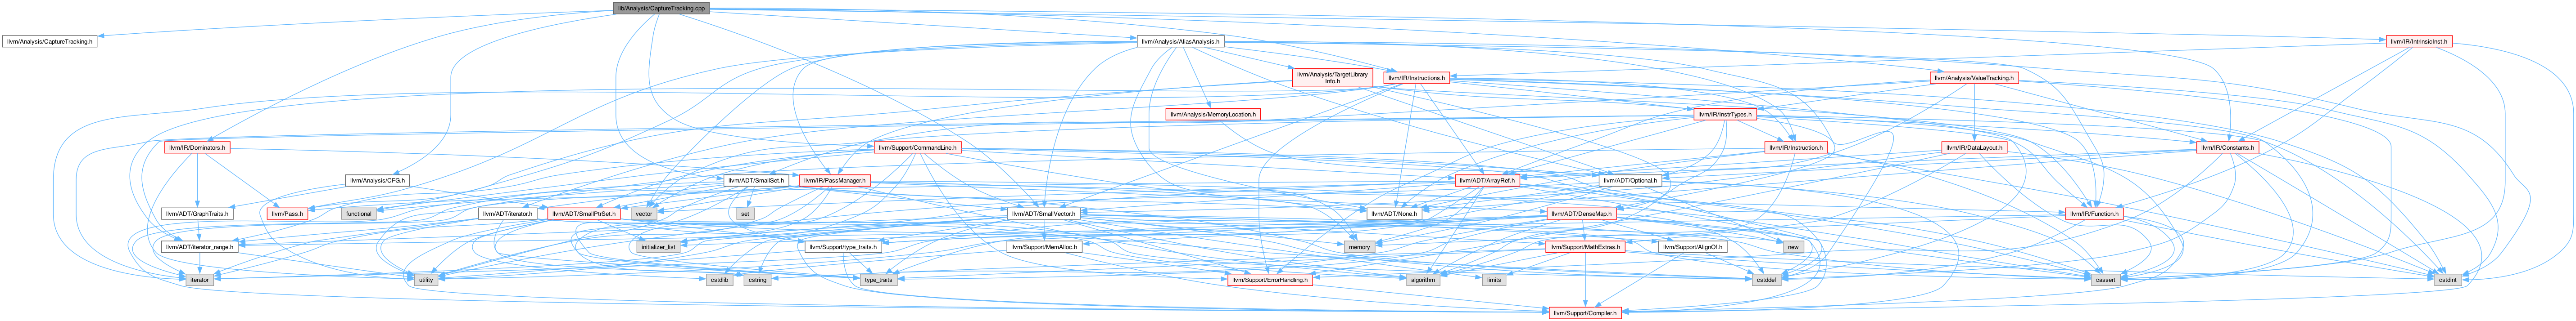 lib/Analysis/CaptureTracking.cpp
llvm/Analysis/CaptureTracking.h
llvm/Analysis/AliasAnalysis.h
llvm/IR/IntrinsicInst.h
llvm/Analysis/TargetLibrary
Info.h
llvm/IR/Instructions.h
llvm/Analysis/ValueTracking.h
llvm/Analysis/MemoryLocation.h
llvm/IR/InstrTypes.h
llvm/IR/Dominators.h
llvm/Support/CommandLine.h
llvm/IR/Instruction.h
llvm/IR/DataLayout.h
llvm/IR/Constants.h
llvm/Analysis/CFG.h
llvm/ADT/SmallSet.h
llvm/IR/PassManager.h
llvm/ADT/ArrayRef.h
llvm/ADT/Optional.h
llvm/ADT/GraphTraits.h
llvm/Pass.h
functional
llvm/ADT/iterator.h
llvm/ADT/SmallPtrSet.h
vector
set
llvm/ADT/SmallVector.h
llvm/ADT/None.h
llvm/ADT/DenseMap.h
llvm/IR/Function.h
llvm/ADT/iterator_range.h
initializer_list
llvm/Support/type_traits.h
llvm/Support/MemAlloc.h
memory
llvm/Support/MathExtras.h
llvm/Support/AlignOf.h
new
iterator
utility
cstdlib
cstring
type_traits
llvm/Support/ErrorHandling.h
algorithm
limits
cstddef
cassert
cstdint
llvm/Support/Compiler.h